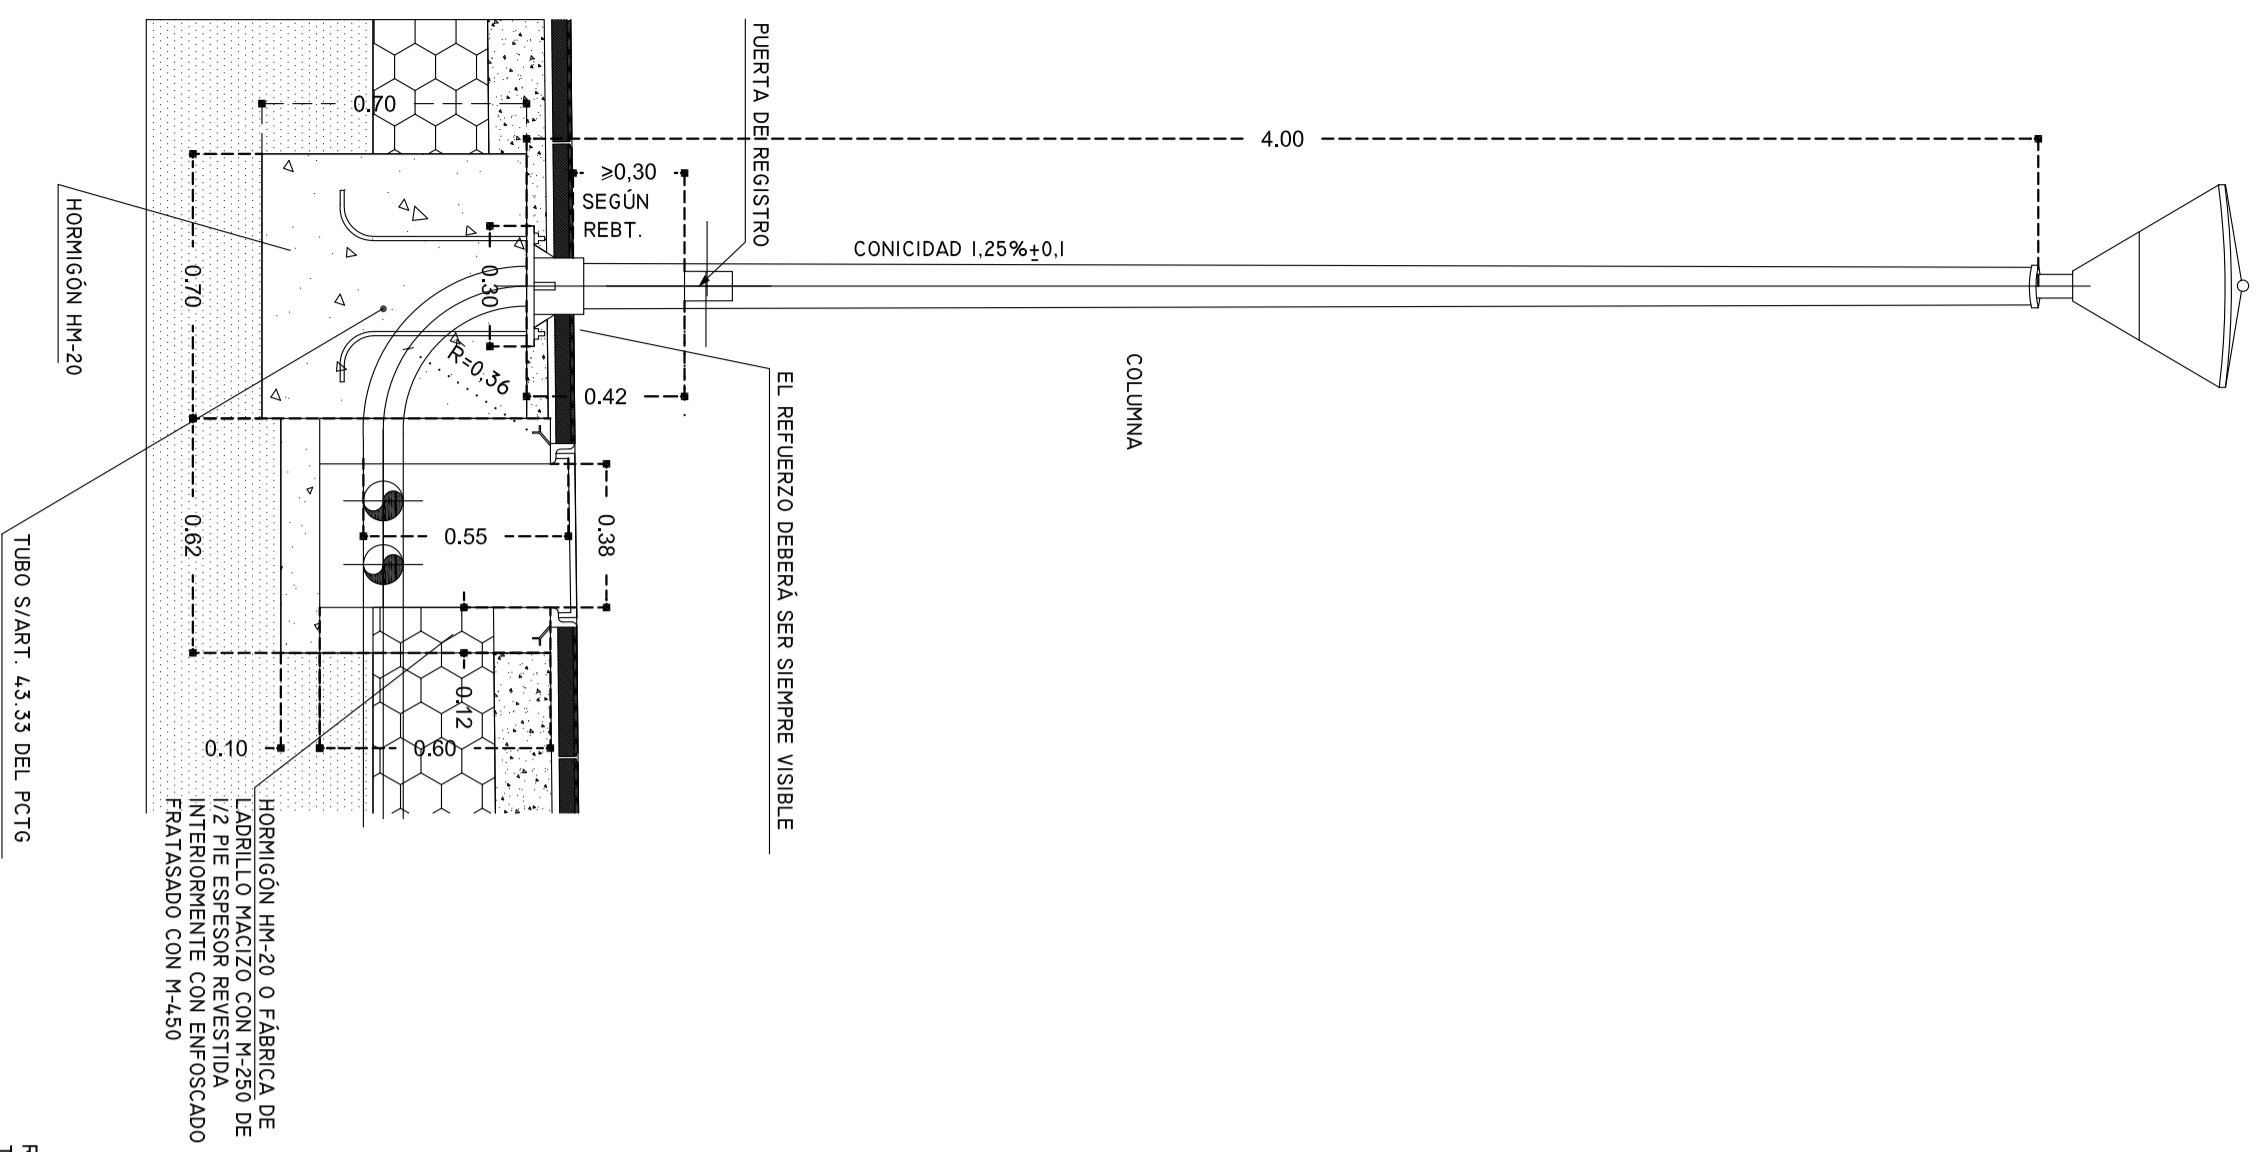 PUERTA DE REGISTRO
4.00
0.70
≥0,30
SEGÚN
REBT.
CONICIDAD 1,25%±0,1
HORMIGÓN HM-20
0.70
0.30
R=0,36
0.42
COLUMNA
EL REFUERZO DEBERÁ SER SIEMPRE VISIBLE
0.62
0.55
0.38
0.12
0.10
0.60
TUBO S/ART. 43.33 DEL PCTG
HORMIGÓN HM-20 O FÁBRICA DE
LADRILLO MACIZO CON M-250 DE
1/2 PIE ESPESOR REVESTIDA
INTERIORMENTE CON ENFOSCADO
FRATASADO CON M-450